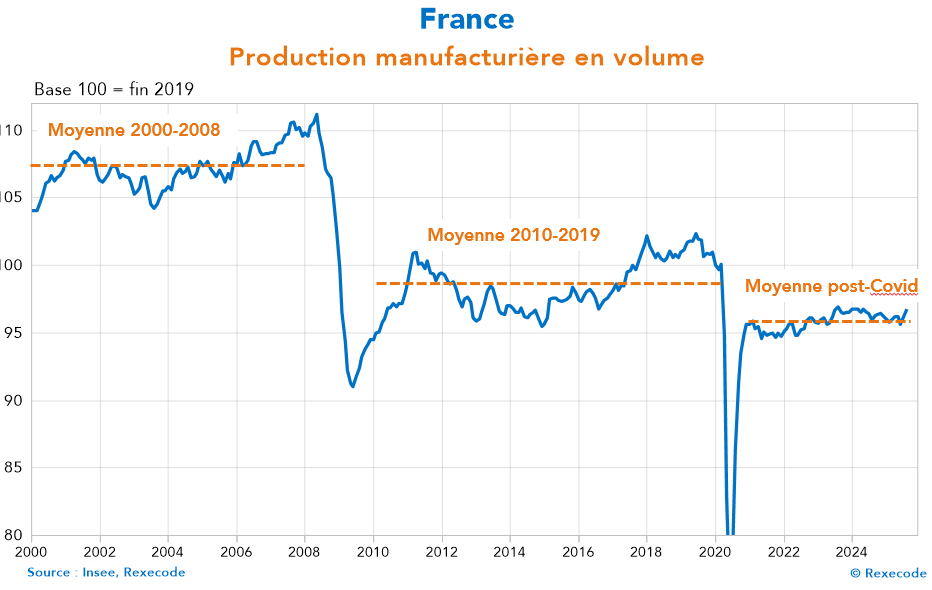 France
Production manufacturière en volume
Base 100 = fin 2019
110
Moyenne 2000-2008
105
Moyenne 2010-2019
100
Moyenne post-Covid
95
90
85
80
2000 2002 2004 2006 2008 2010 2012 2014 2016 2018 2020 2022 2024
Source : Insee, Rexecode
© Rexecode